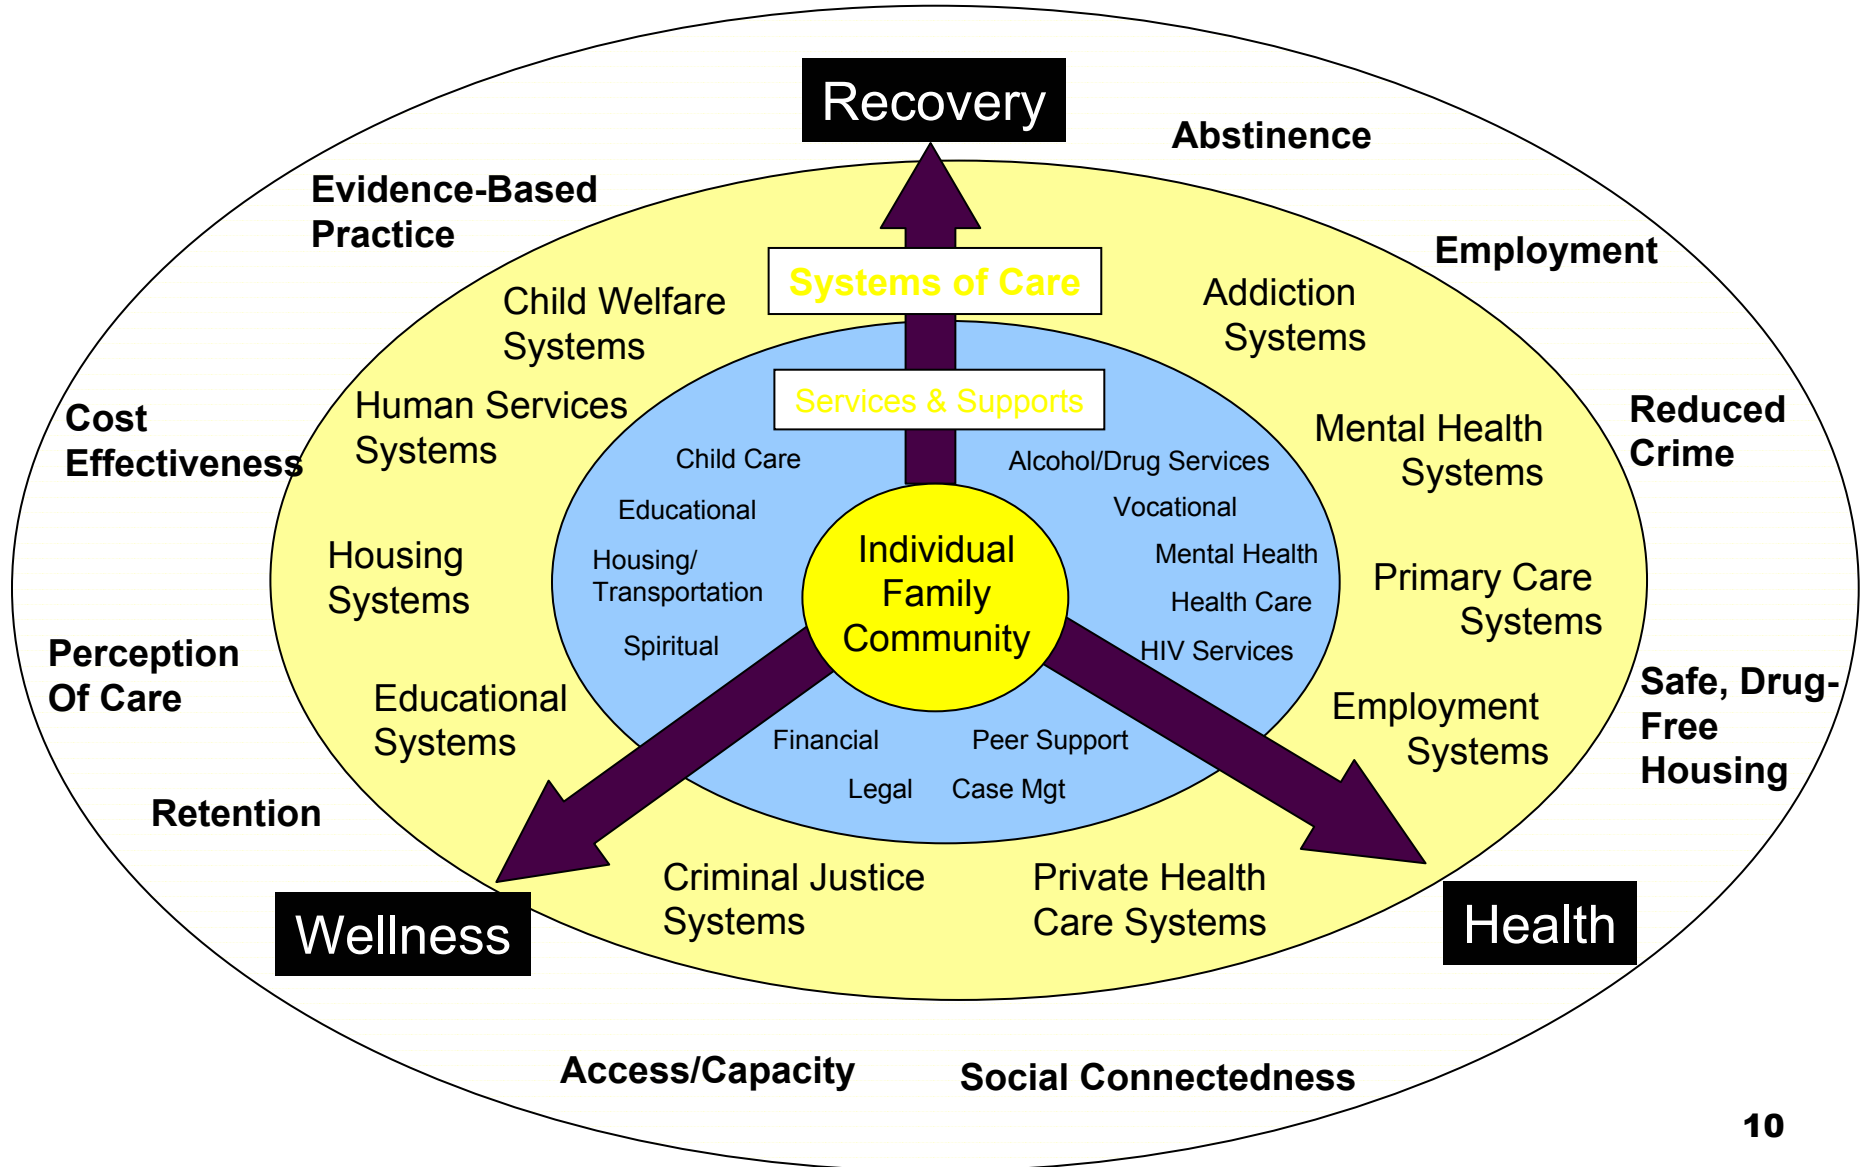 Recovery
Abstinence
Evidence-Based
Practice
Employment
Systems of Care
Child Welfare
Systems
Addiction
Systems
Human Services
Systems
Services & Supports
Cost
Effectiveness
Reduced
Crime
Mental Health
Systems
Child Care
Alcohol/Drug Services
Educational
Vocational
Housing
Systems
Housing/
Transportation
Individual
Family
Community
Mental Health
Health Care
Primary Care
Systems
Spiritual
HIV Services
Perception
Of Care
Safe, Drug-
Free
Housing
Educational
Systems
Employment
Systems
Financial
Peer Support
Legal
Case Mgt
Retention
Criminal Justice
Systems
Private Health
Care Systems
Wellness
Health
Access/Capacity
Social Connectedness
10